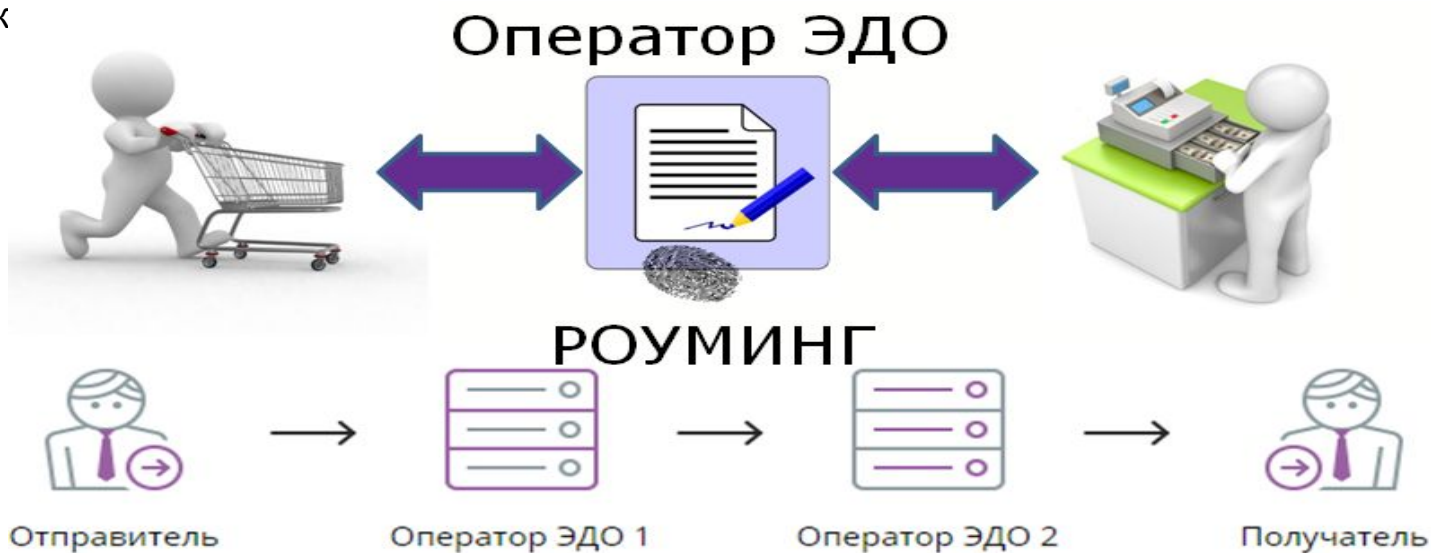 Оператор ЭДО
РОУМИНГ
Отправитель
Оператор ЭДО 1
Оператор ЭДО 2
Получатель